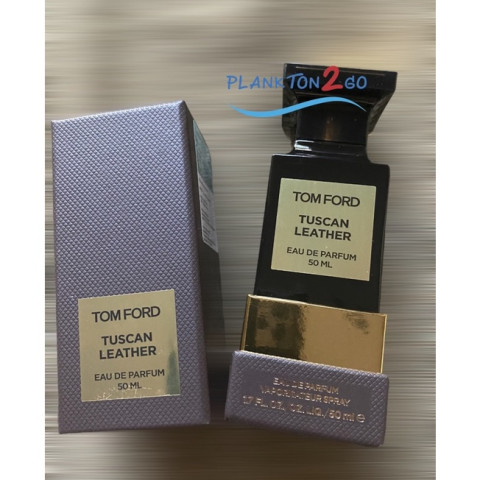 PLANKTON2GO
TOM FORD
TUSCAN
LEATHER
EAU DE PARFUM
50 ML
TOM FORD
TUSCAN
LEATHER
EAU DE PARFUM
50 ML
EAU DE PARFUM
VAPORISATEUR SPRAY
1.7 FL. OZ./OZ. LIQ./50 ml e